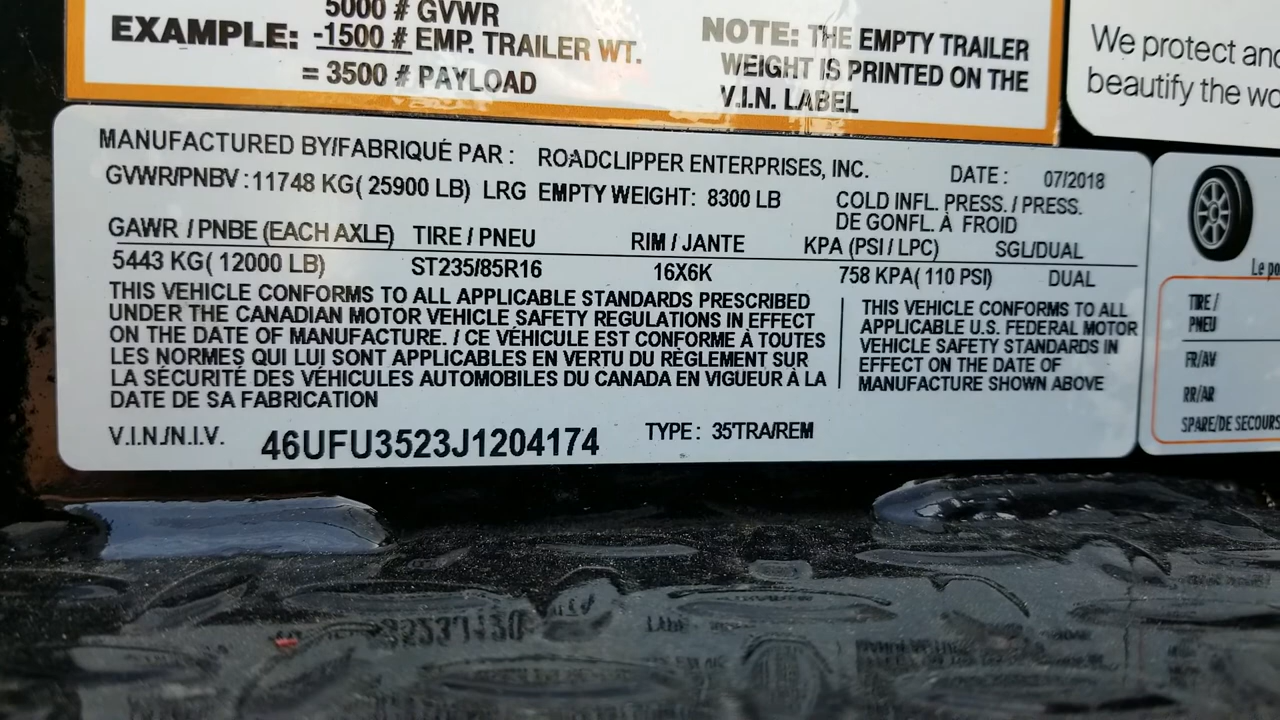 5000 # GVWR
EXAMPLE: -1500 # EMP. TRAILER WT.
= 3500 # PAYLOAD
NOTE: THE EMPTY TRAILER
WEIGHT IS PRINTED ON THE
V.I.N. LABEL
We protect and
beautify the wo
MANUFACTURED BY/FABRIQUÉ PAR : ROADCLIPPER ENTERPRISES, INC. DATE : 07/2018
GVWR/PNBV : 11748 KG( 25900 LB) LRG EMPTY WEIGHT: 8300 LB
COLD INFL. PRESS. / PRESS.
DE GONFL. À FROID
GAWR / PNBE (EACH AXLE) TIRE / PNEU RIM / JANTE KPA (PSI / LPC) SGL/DUAL
5443 KG( 12000 LB) ST235/85R16 16X6K 758 KPA( 110 PSI) DUAL
THIS VEHICLE CONFORMS TO ALL APPLICABLE STANDARDS PRESCRIBED
UNDER THE CANADIAN MOTOR VEHICLE SAFETY REGULATIONS IN EFFECT
ON THE DATE OF MANUFACTURE. / CE VÉHICULE EST CONFORME À TOUTES
LES NORMES QUI LUI SONT APPLICABLES EN VERTU DU RÈGLEMENT SUR
LA SÉCURITÉ DES VÉHICULES AUTOMOBILES DU CANADA EN VIGUEUR À LA
DATE DE SA FABRICATION
THIS VEHICLE CONFORMS TO ALL
APPLICABLE U.S. FEDERAL MOTOR
VEHICLE SAFETY STANDARDS IN
EFFECT ON THE DATE OF
MANUFACTURE SHOWN ABOVE
V.I.N./N.I.V. 46UFU3523J1204174 TYPE : 35'TRA/REM
Le po
TIRE /
PNEU
FR/AV
RR/AR
SPARE/DE SECOURS